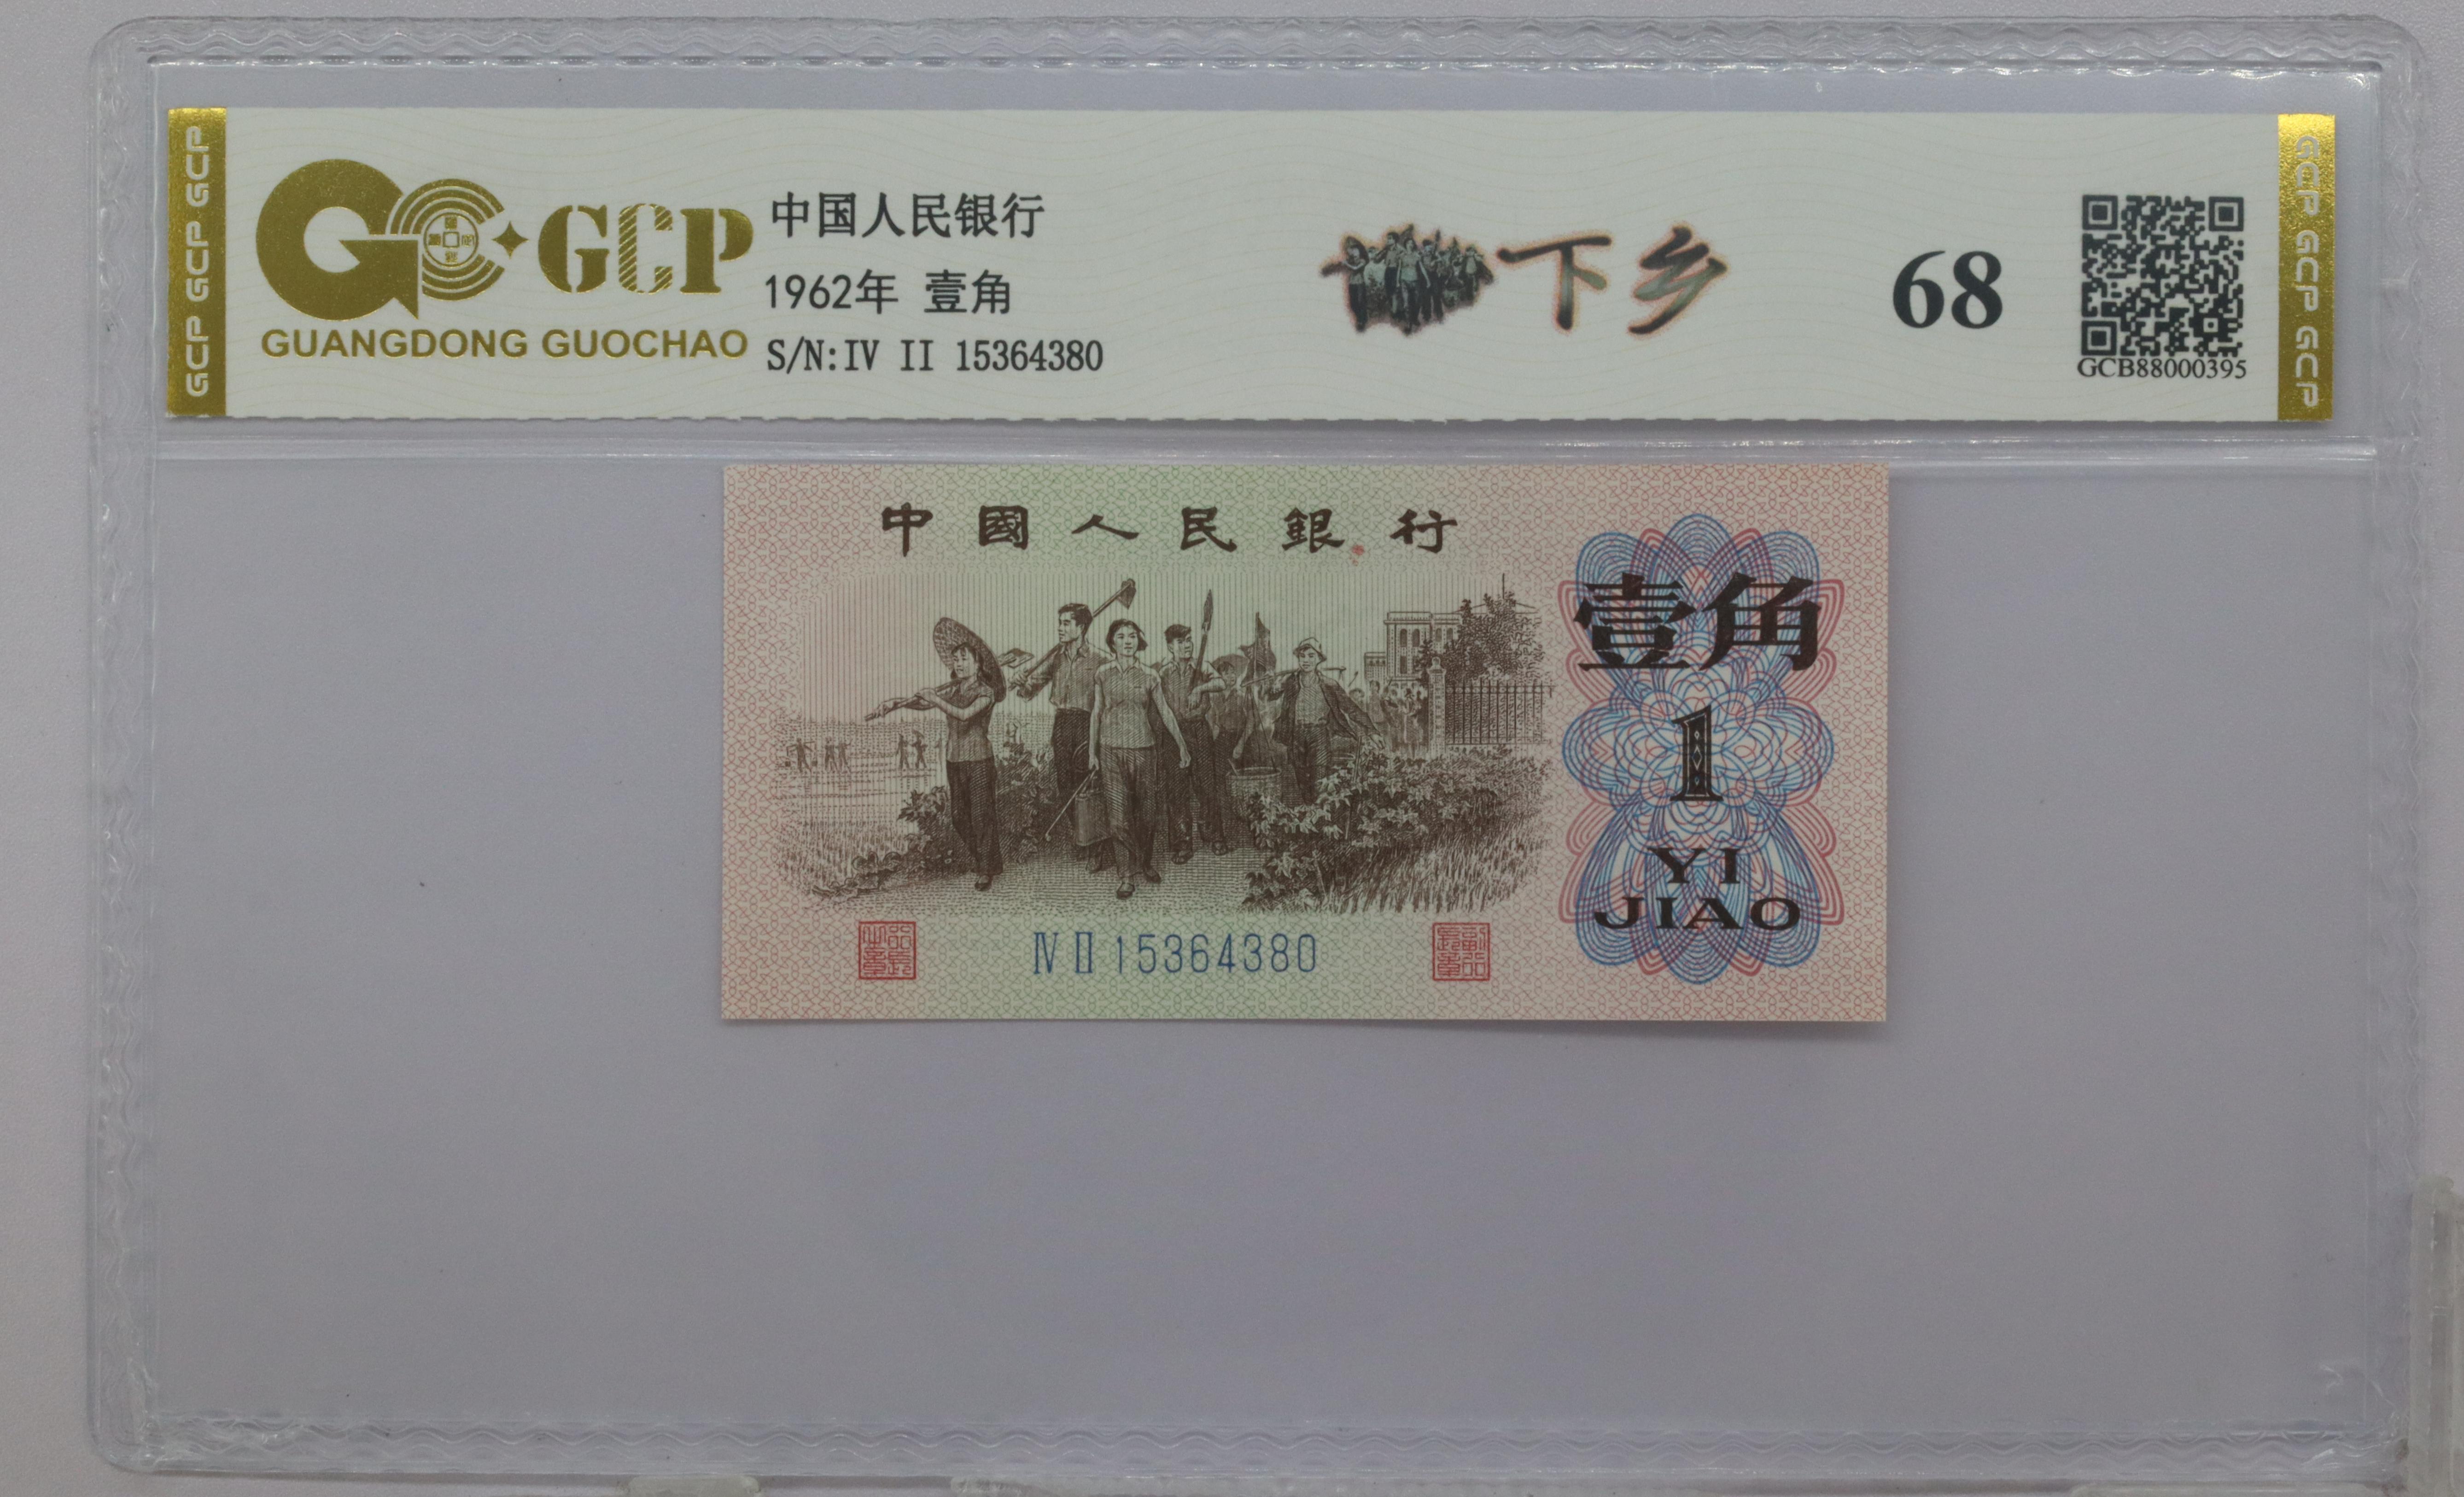 GCP GCP GCP
GCP
GUANGDONG GUOCHAO
中国人民银行
1962年 壹角
S/N:IV II 15364380
下乡
68
GCB88000395
GCP GCP GCP
中國人民銀行
壹角
1
YI
JIAO
Ⅳ Ⅱ 15364380